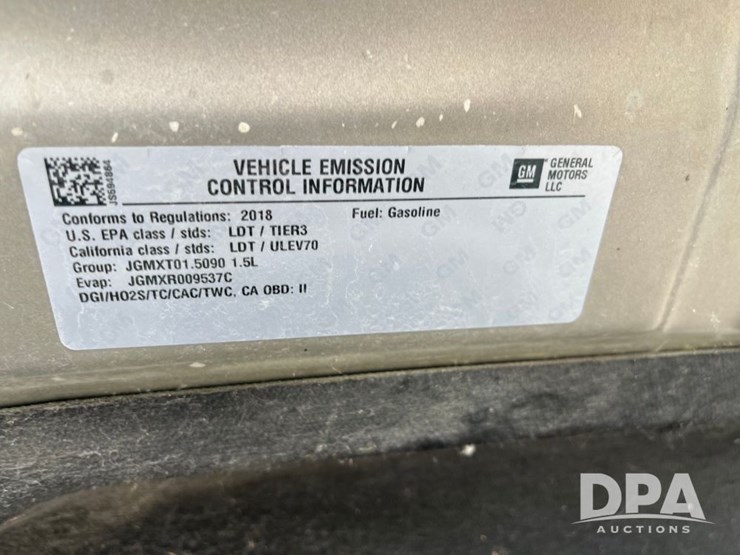 JS694864
VEHICLE EMISSION
CONTROL INFORMATION
GM
GENERAL
MOTORS
LLC
Conforms to Regulations: 2018 Fuel: Gasoline
U.S. EPA class / stds: LDT / TIER3
California class / stds: LDT / ULEV70
Group: JGMXT01.5090 1.5L
Evap: JGMXR009537C
DGI/HO2S/TC/CAC/TWC, CA OBD: II
DPA
AUCTIONS